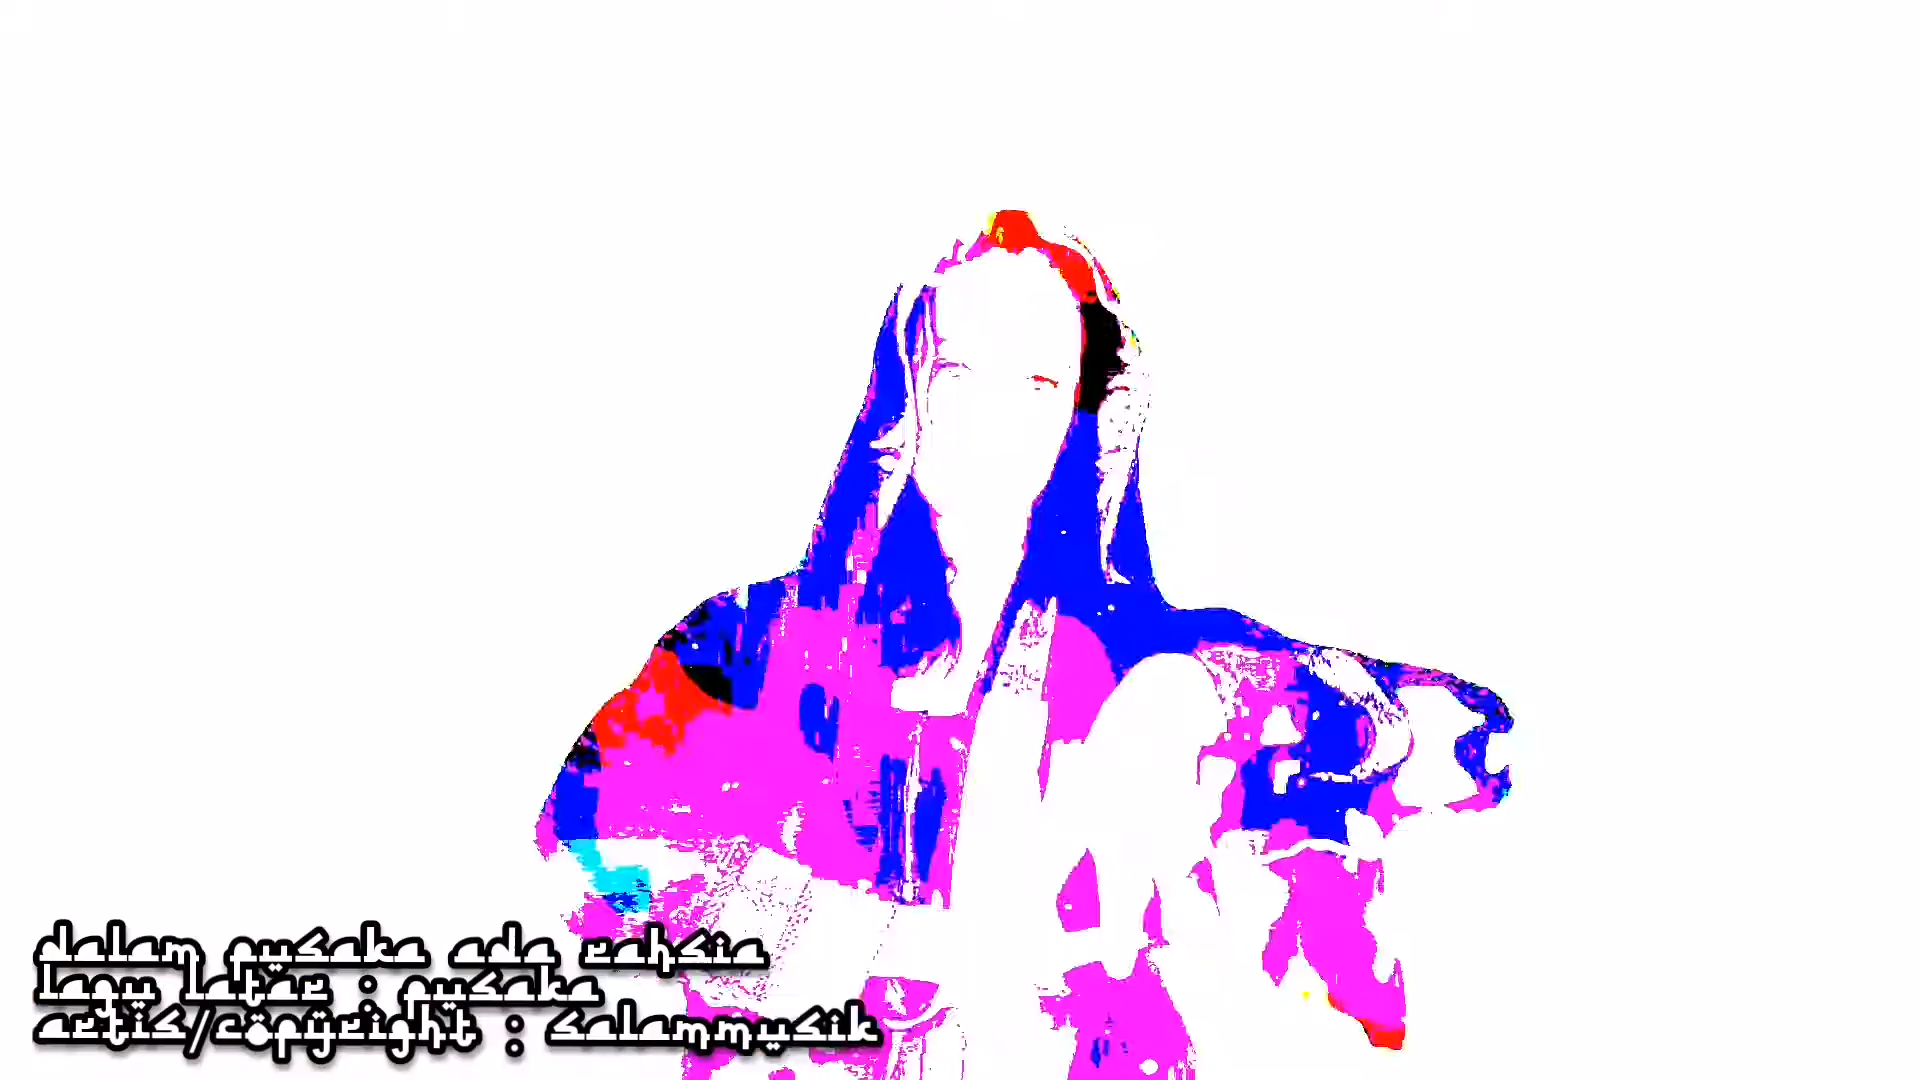 dalam pusaka ada rahsia
lagu latar : pusaka
artis/copyright : salammusik